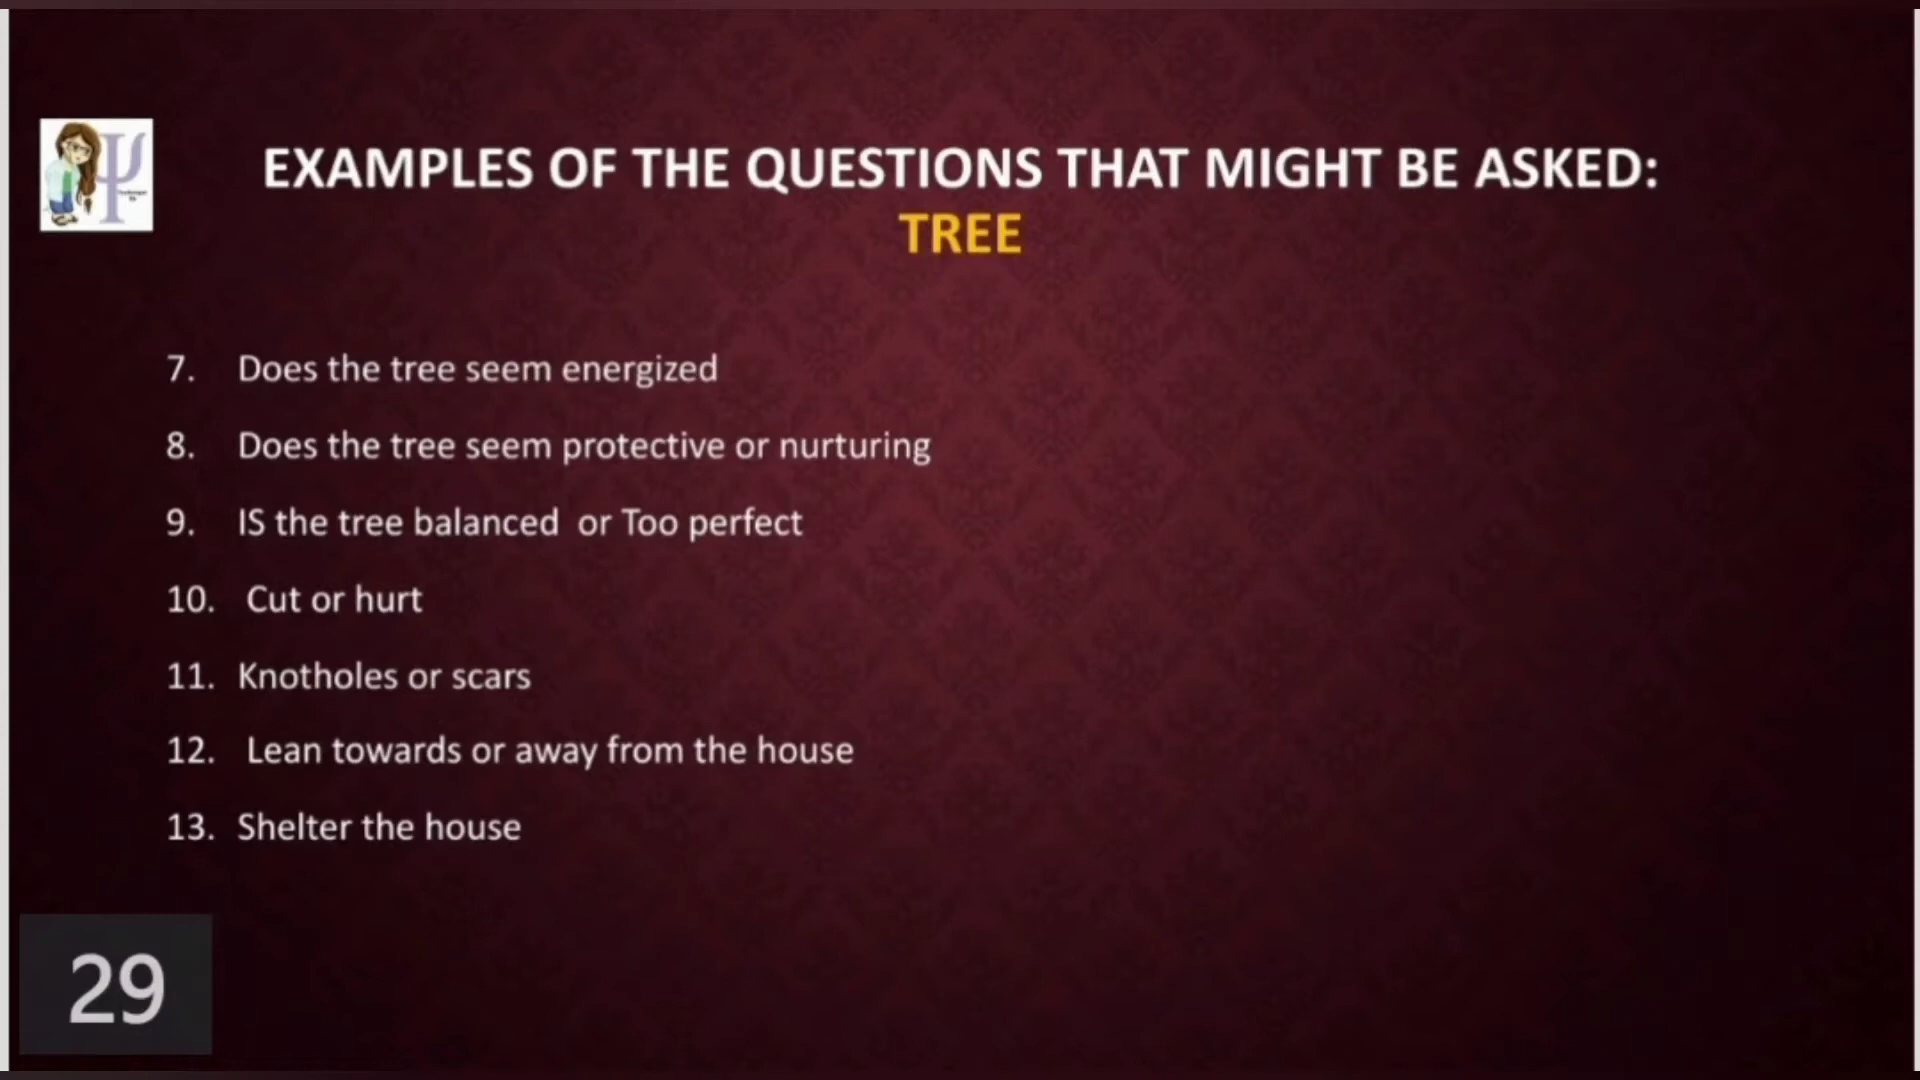 EXAMPLES OF THE QUESTIONS THAT MIGHT BE ASKED:
TREE
7. Does the tree seem energized
8. Does the tree seem protective or nurturing
9. IS the tree balanced or Too perfect
10. Cut or hurt
11. Knotholes or scars
12. Lean towards or away from the house
13. Shelter the house
29